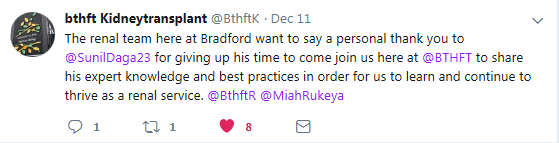 bthft Kidneytransplant @BthftK · Dec 11
The renal team here at Bradford want to say a personal thank you to
@SunilDaga23 for giving up his time to come join us here at @BTHFT to share
his expert knowledge and best practices in order for us to learn and continue to
thrive as a renal service. @BthftR @MiahRukeya
1 1 8